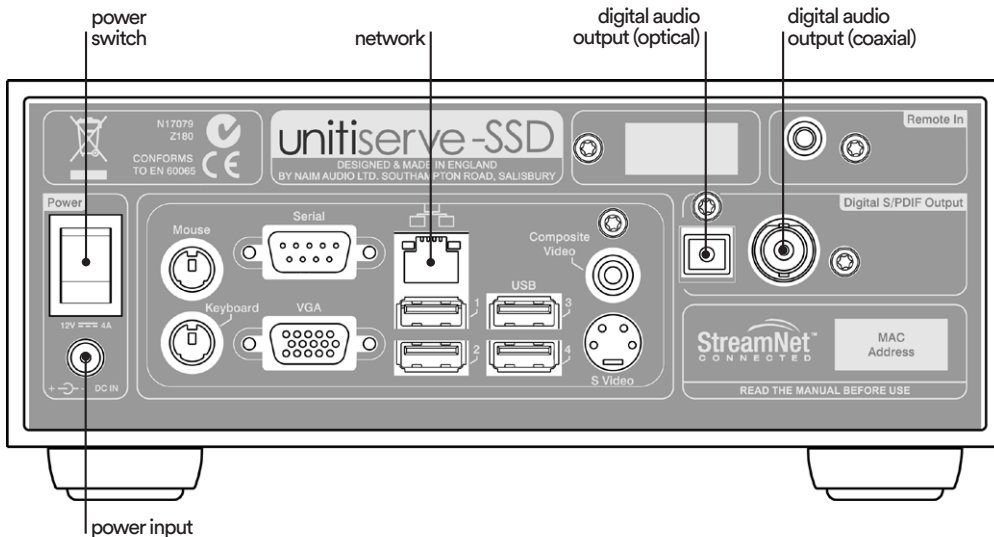 power
switch
network
digital audio
output (optical)
digital audio
output (coaxial)
N17079
Z180
CONFORMS
TO EN 60065
CE
unitiserve-SSD
DESIGNED & MADE IN ENGLAND
BY NAIM AUDIO LTD, SOUTHAMPTON ROAD, SALISBURY
Remote In
Power
12V 4A
+ - DC IN
Mouse
Serial
Keyboard
VGA
1
2
USB
3
4
Composite
Video
S Video
Digital S/PDIF Output
StreamNet™
CONNECTED
MAC
Address
READ THE MANUAL BEFORE USE
power input